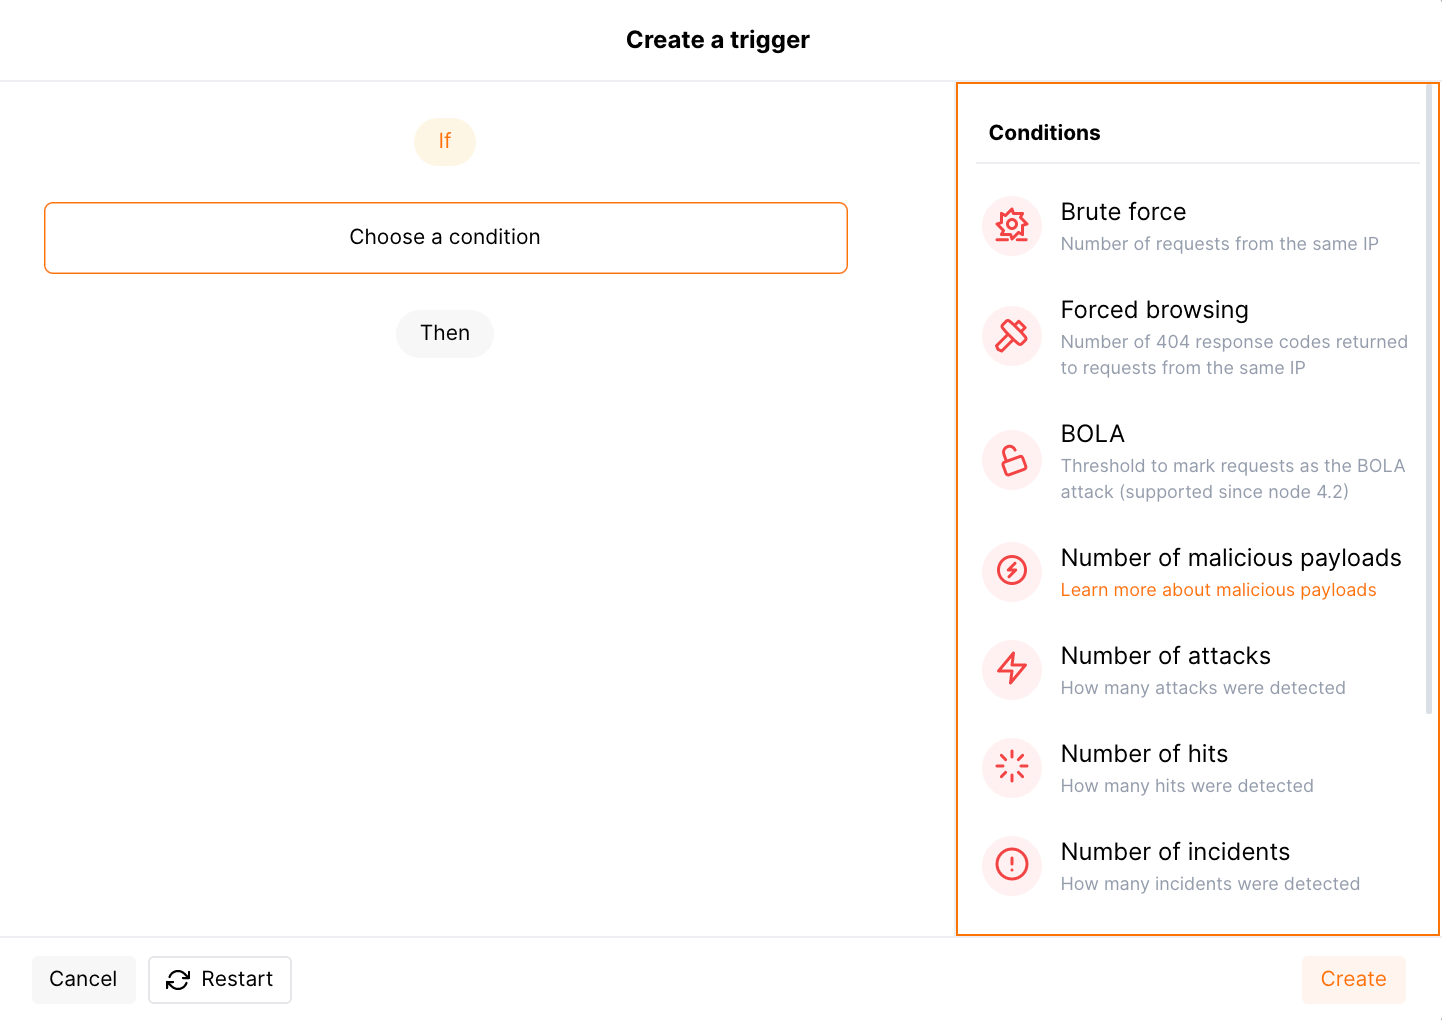 Create a trigger
If
Choose a condition
Then
Conditions
Brute force
Number of requests from the same IP
Forced browsing
Number of 404 response codes returned
to requests from the same IP
BOLA
Threshold to mark requests as the BOLA
attack (supported since node 4.2)
Number of malicious payloads
Learn more about malicious payloads
Number of attacks
How many attacks were detected
Number of hits
How many hits were detected
Number of incidents
How many incidents were detected
Cancel
Restart
Create